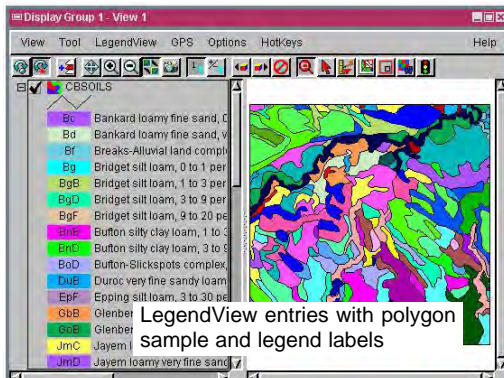 Display Group 1 - View 1
View Tool LegendView GPS Options HotKeys Help
CBSOILS
Bc Bankard loamy fine sand,
Bd Bankard loamy fine sand,
Bf Breaks-Alluvial land compl
Bg Bridget silt loam, 0 to 1 per
BgB Bridget silt loam, 1 to 3 per
BgD Bridget silt loam, 3 to 9 per
BgF Bridget silt loam, 9 to 20 pe
BnB Bufton silty clay loam, 1 to 3
BnD Bufton silty clay loam, 3 to 9
BoD Bufton-Slickspots complex,
DuB Duroc very fine sandy loam
EpF Epping silt loam, 3 to 30 pe
GbB Glenber
GoB Glenber
JmC Jayem loamy
JmD Jayem loamy very fine sand
LegendView entries with polygon
sample and legend labels